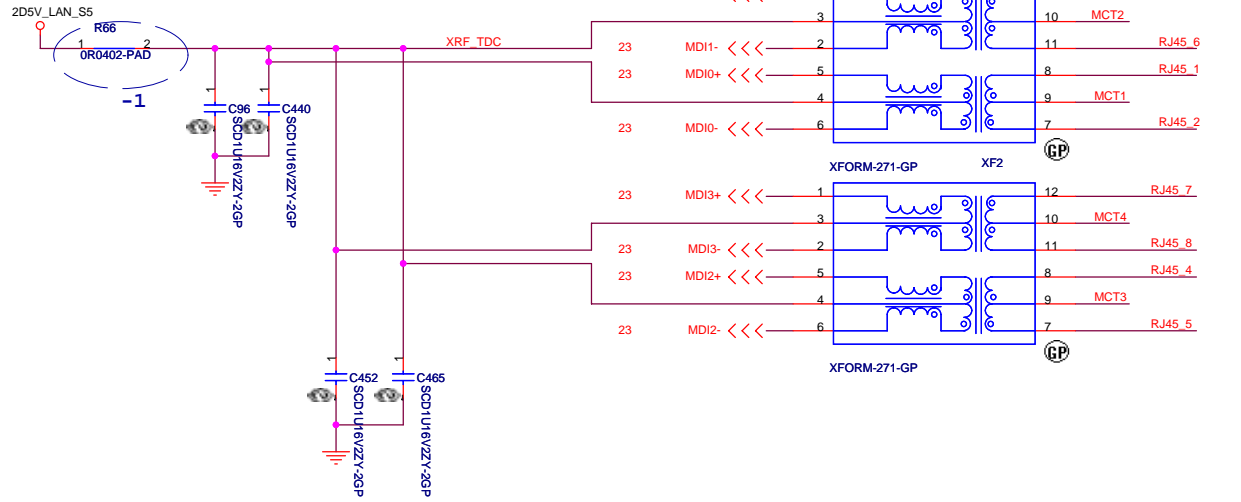 2D5V_LAN_S5
R66
1 2
0R0402-PAD
-1
XRF_TDC
1 C96 SCD1U16V2ZY-2GP
1 C440 SCD1U16V2ZY-2GP
2 2
3 10 MCT2
23 MDI1- 2 11 RJ45_6
23 MDI0+ 5 8 RJ45_1
4 9 MCT1
23 MDI0- 6 7 RJ45_2
GP
XFORM-271-GP
XF2
23 MDI3+ 1 12 RJ45_7
3 10 MCT4
23 MDI3- 2 11 RJ45_8
23 MDI2+ 5 8 RJ45_4
4 9 MCT3
23 MDI2- 6 7 RJ45_5
GP
XFORM-271-GP
1 C452 SCD1U16V2ZY-2GP
1 C465 SCD1U16V2ZY-2GP
2 2